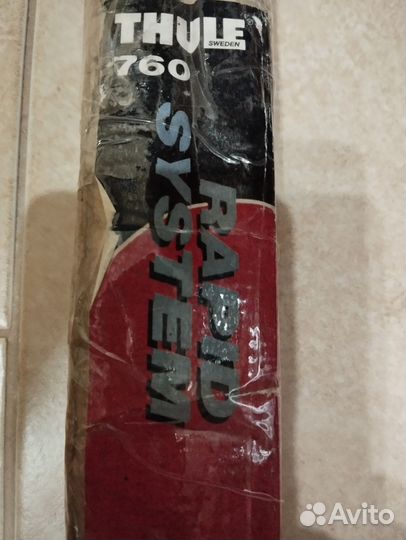 THULE®
SWEDEN
760
RAPID
SYSTEM
Avito